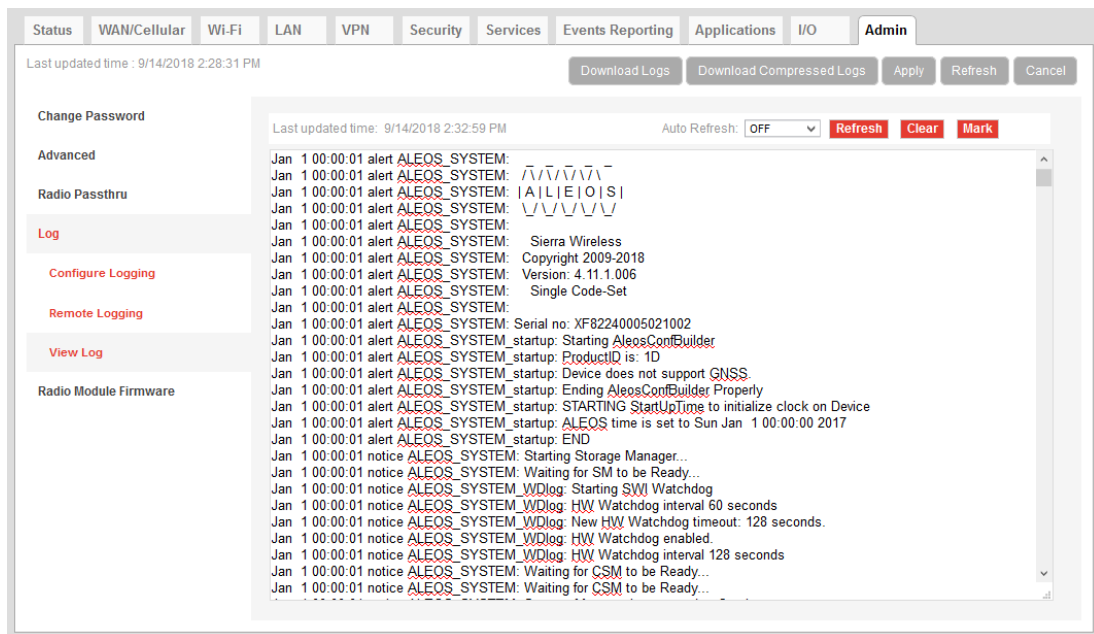 Status WAN/Cellular Wi-Fi LAN VPN Security Services Events Reporting Applications I/O Admin
Last updated time : 9/14/2018 2:28:31 PM
Download Logs Download Compressed Logs Apply Refresh Cancel
Change Password
Advanced
Radio Passthru
Log
Configure Logging
Remote Logging
View Log
Radio Module Firmware
Last updated time: 9/14/2018 2:32:59 PM Auto Refresh: OFF Refresh Clear Mark
Jan 1 00:00:01 alert ALEOS_SYSTEM: _ _ _ _ _
Jan 1 00:00:01 alert ALEOS_SYSTEM: / \ / \ / \ / \ / \
Jan 1 00:00:01 alert ALEOS_SYSTEM: | A | L | E | O | S |
Jan 1 00:00:01 alert ALEOS_SYSTEM: \_/ \_/ \_/ \_/ \_/
Jan 1 00:00:01 alert ALEOS_SYSTEM:
Jan 1 00:00:01 alert ALEOS_SYSTEM: Sierra Wireless
Jan 1 00:00:01 alert ALEOS_SYSTEM: Copyright 2009-2018
Jan 1 00:00:01 alert ALEOS_SYSTEM: Version: 4.11.1.006
Jan 1 00:00:01 alert ALEOS_SYSTEM: Single Code-Set
Jan 1 00:00:01 alert ALEOS_SYSTEM:
Jan 1 00:00:01 alert ALEOS_SYSTEM: Serial no: XF82240005021002
Jan 1 00:00:01 alert ALEOS_SYSTEM_startup: Starting AleosConfBuilder
Jan 1 00:00:01 alert ALEOS_SYSTEM_startup: ProductID is: 1D
Jan 1 00:00:01 alert ALEOS_SYSTEM_startup: Device does not support GNSS.
Jan 1 00:00:01 alert ALEOS_SYSTEM_startup: Ending AleosConfBuilder Properly
Jan 1 00:00:01 alert ALEOS_SYSTEM_startup: STARTING StartUpTime to initialize clock on Device
Jan 1 00:00:01 alert ALEOS_SYSTEM_startup: ALEOS time is set to Sun Jan 1 00:00:00 2017
Jan 1 00:00:01 alert ALEOS_SYSTEM_startup: END
Jan 1 00:00:01 notice ALEOS_SYSTEM: Starting Storage Manager...
Jan 1 00:00:01 notice ALEOS_SYSTEM: Waiting for SM to be Ready...
Jan 1 00:00:01 notice ALEOS_SYSTEM_WDlog: Starting SWI Watchdog
Jan 1 00:00:01 notice ALEOS_SYSTEM_WDlog: HW Watchdog interval 60 seconds
Jan 1 00:00:01 notice ALEOS_SYSTEM_WDlog: New HW Watchdog timeout: 128 seconds.
Jan 1 00:00:01 notice ALEOS_SYSTEM_WDlog: HW Watchdog enabled.
Jan 1 00:00:01 notice ALEOS_SYSTEM_WDlog: HW Watchdog interval 128 seconds
Jan 1 00:00:01 notice ALEOS_SYSTEM: Waiting for CSM to be Ready...
Jan 1 00:00:01 notice ALEOS_SYSTEM: Waiting for CSM to be Ready...